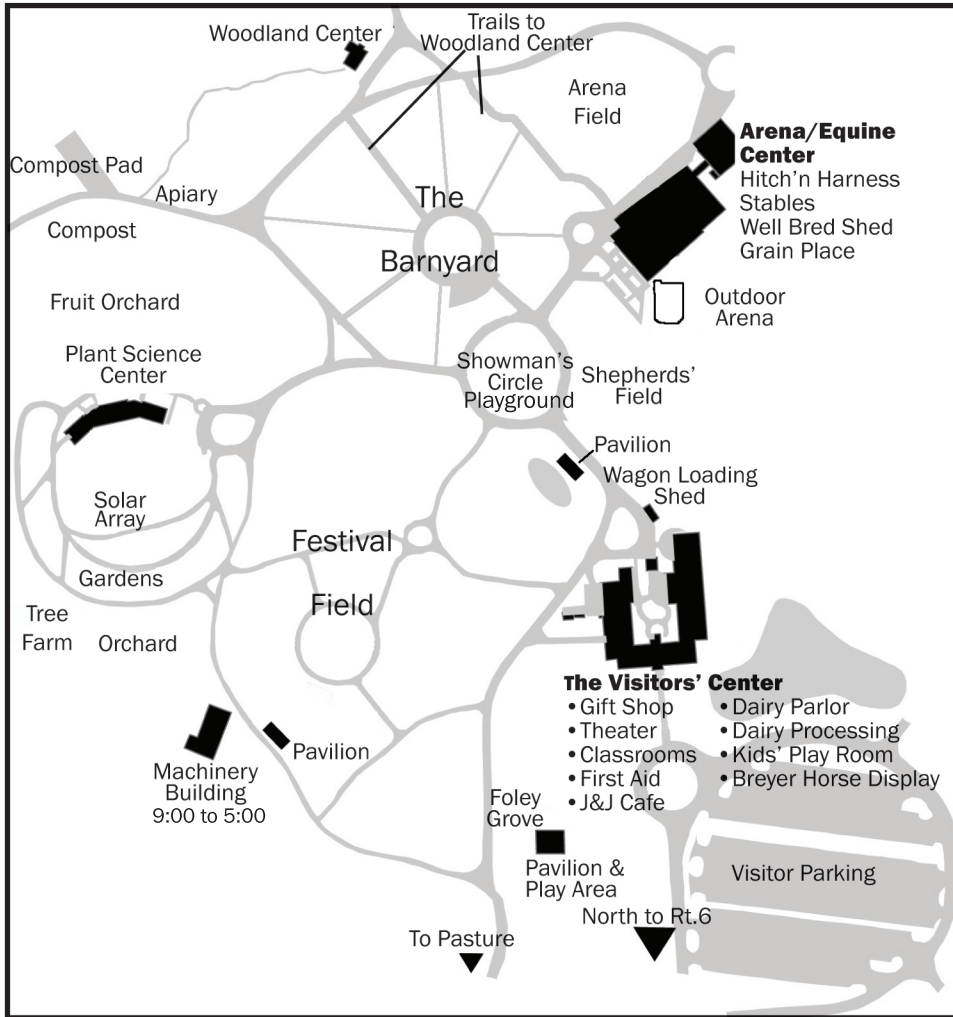 Woodland Center
Trails to
Woodland Center
Arena
Field
Arena/Equine
Center
Hitch'n Harness
Stables
Well Bred Shed
Grain Place
Compost Pad
Apiary
The
Barnyard
Compost
Outdoor
Arena
Fruit Orchard
Plant Science
Center
Showman's
Circle
Playground
Shepherds'
Field
Pavilion
Wagon Loading
Shed
Solar
Array
Festival
Field
Gardens
Tree
Farm
Orchard
The Visitors' Center
• Gift Shop
• Theater
• Classrooms
• First Aid
• J&J Cafe
• Dairy Parlor
• Dairy Processing
• Kids' Play Room
• Breyer Horse Display
Pavilion
Machinery
Building
9:00 to 5:00
Foley
Grove
Pavilion &
Play Area
Visitor Parking
North to Rt.6
To Pasture